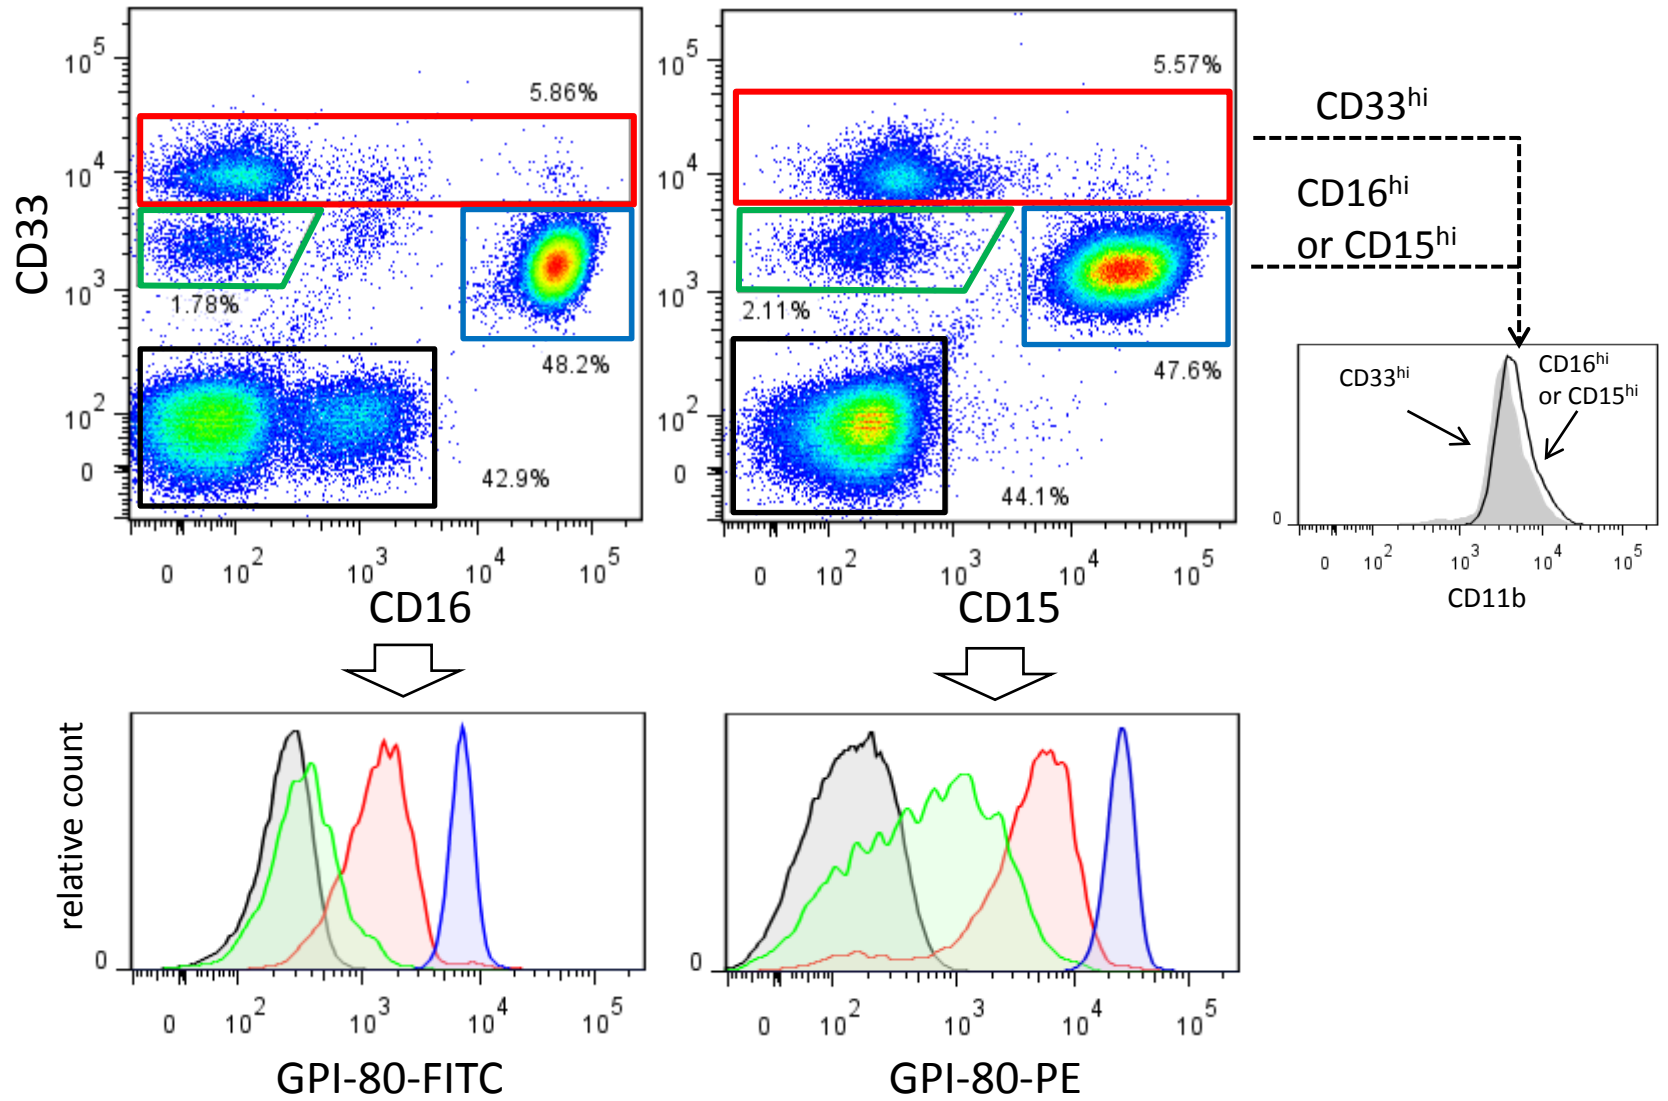 CD33
10^5
10^4
10^3
10^2
0
5.86%
1.78%
48.2%
42.9%
0 10^2 10^3 10^4 10^5
CD16
10^5
10^4
10^3
10^2
0
5.57%
2.11%
47.6%
44.1%
0 10^2 10^3 10^4 10^5
CD15
CD33^hi
CD16^hi
or CD15^hi
CD33^hi
CD16^hi
or CD15^hi
0
0 10^2 10^3 10^4 10^5
CD11b
relative count
0
0 10^2 10^3 10^4 10^5
GPI-80-FITC
0
0 10^2 10^3 10^4 10^5
GPI-80-PE